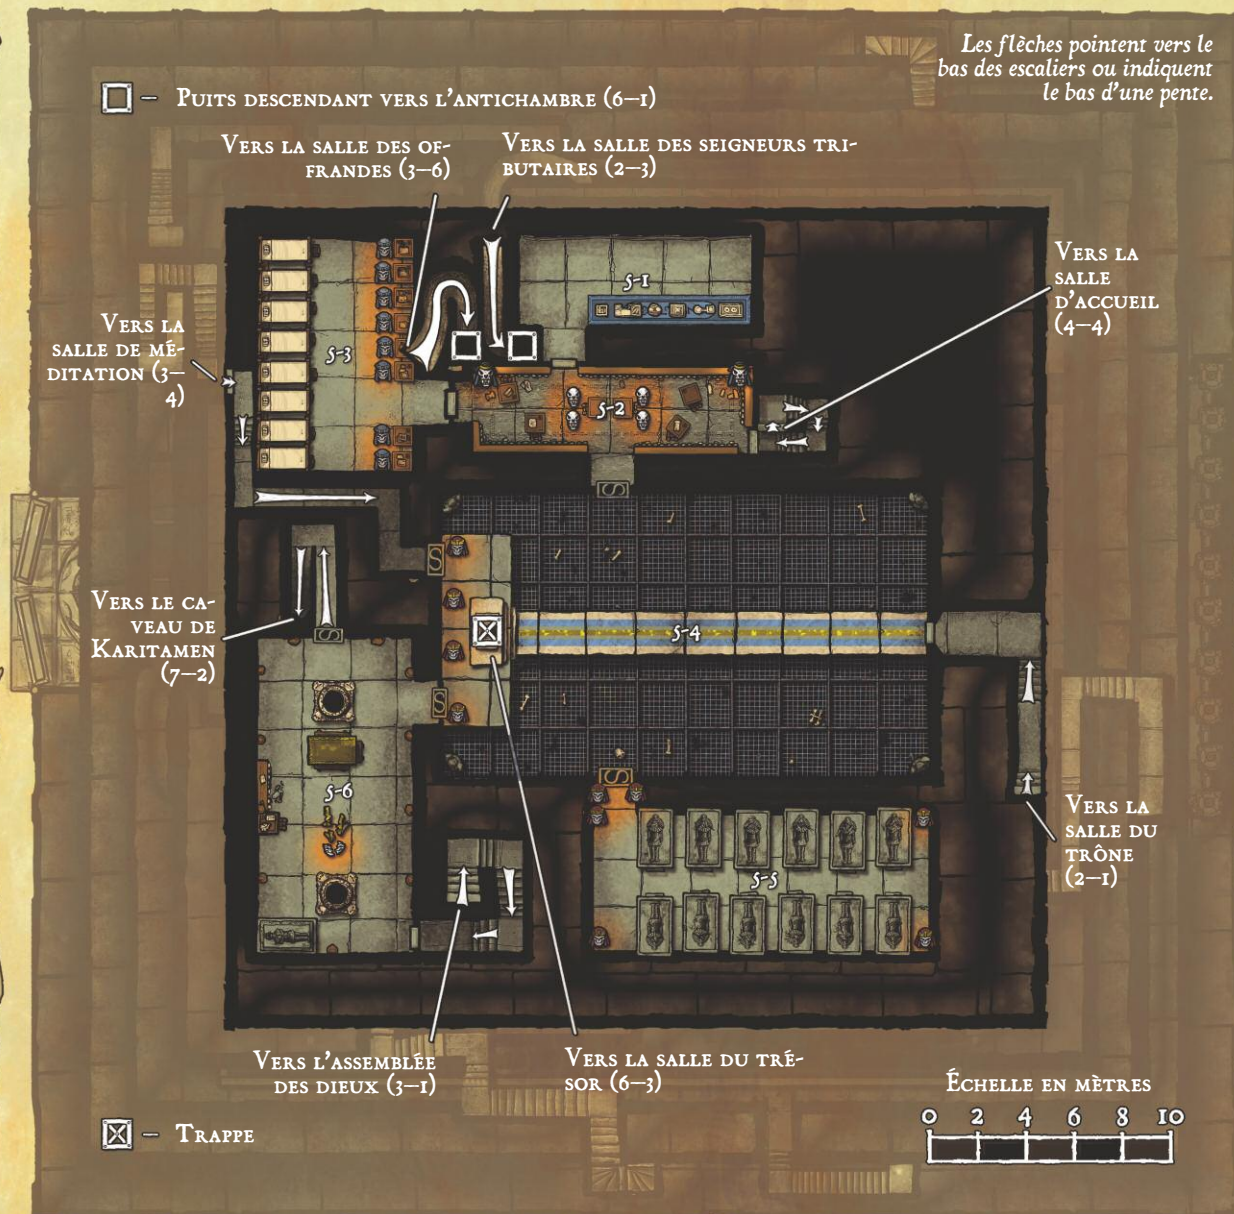 Les flèches pointent vers le
bas des escaliers ou indiquent
le bas d'une pente.
– Puits descendant vers l'antichambre (6–1)
Vers la salle des of-
frandes (3–6)
Vers la salle des seigneurs tri-
butaires (2–3)
Vers la
salle
d'accueil
(4–4)
5-1
Vers la
salle de mé-
ditation (3–
4)
5-3
5-2
S
S
Vers le ca-
veau de
Karitamen
(7–2)
S
5-4
S
S
5-6
Vers la
salle du
trône
(2–1)
5-5
Vers l'assemblée
des dieux (3–1)
Vers la salle du tré-
sor (6–3)
Échelle en mètres
0 2 4 6 8 10
– Trappe